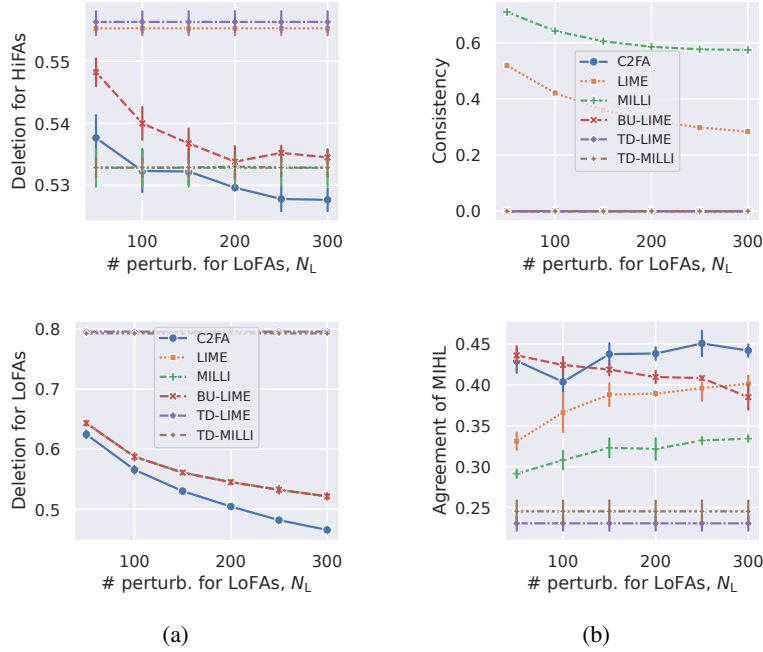 0.55
0.54
0.53
Deletion for HiFAs
100
200
300
# perturb. for LoFAs, N_L
0.6
0.4
0.2
0.0
Consistency
C2FA
LIME
MILLI
BU-LIME
TD-LIME
TD-MILLI
100
200
300
# perturb. for LoFAs, N_L
0.8
0.7
0.6
0.5
Deletion for LoFAs
C2FA
LIME
MILLI
BU-LIME
TD-LIME
TD-MILLI
100
200
300
# perturb. for LoFAs, N_L
0.45
0.40
0.35
0.30
0.25
Agreement of MIHL
100
200
300
# perturb. for LoFAs, N_L
(a)
(b)